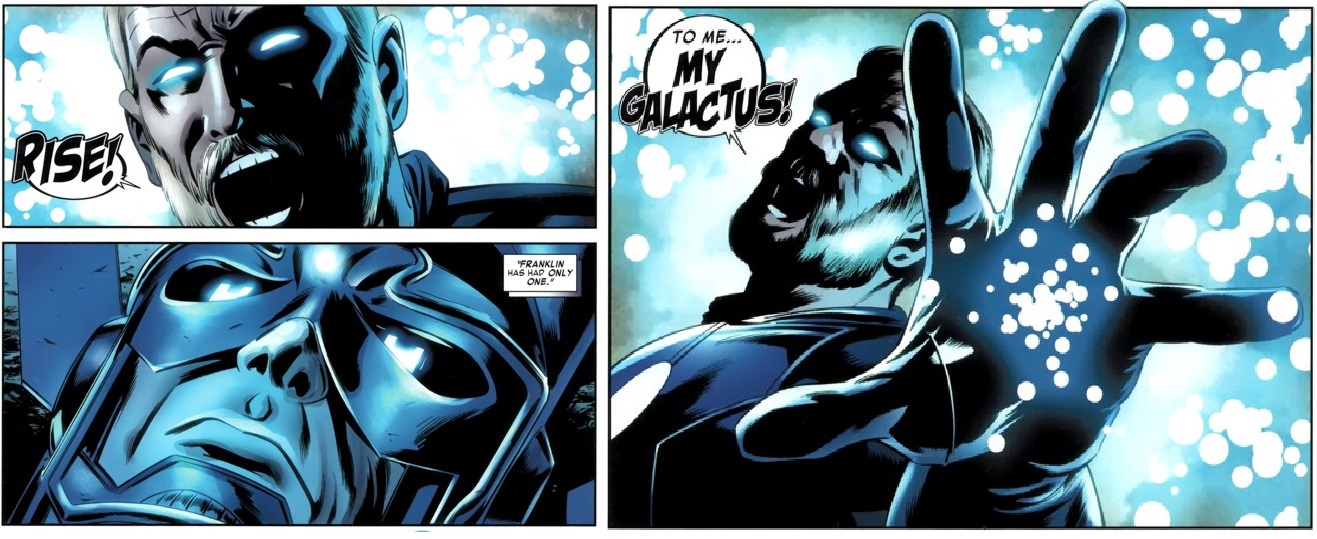 RISE!
"FRANKLIN
HAS HAD ONLY
ONE."
TO ME...
MY
GALACTUS!